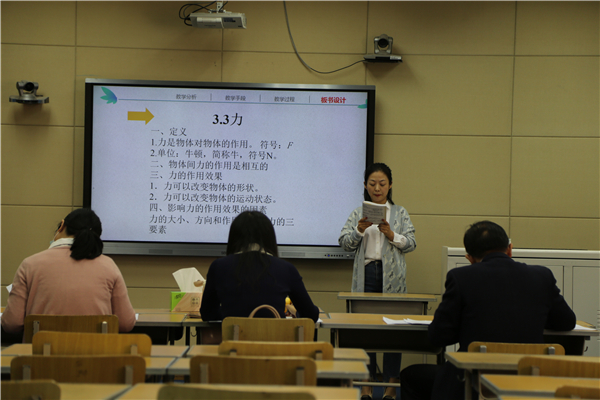 教学分析 教学手段 教学过程 板书设计
3.3力
一、定义
1.力是物体对物体的作用。 符号：F
2.单位：牛顿，简称牛，符号N。
二、物体间力的作用是相互的
三、力的作用效果
1、力可以改变物体的形状。
2、力可以改变物体的运动状态。
四、影响力的作用效果的因素
力的大小、方向和作 力的三
要素